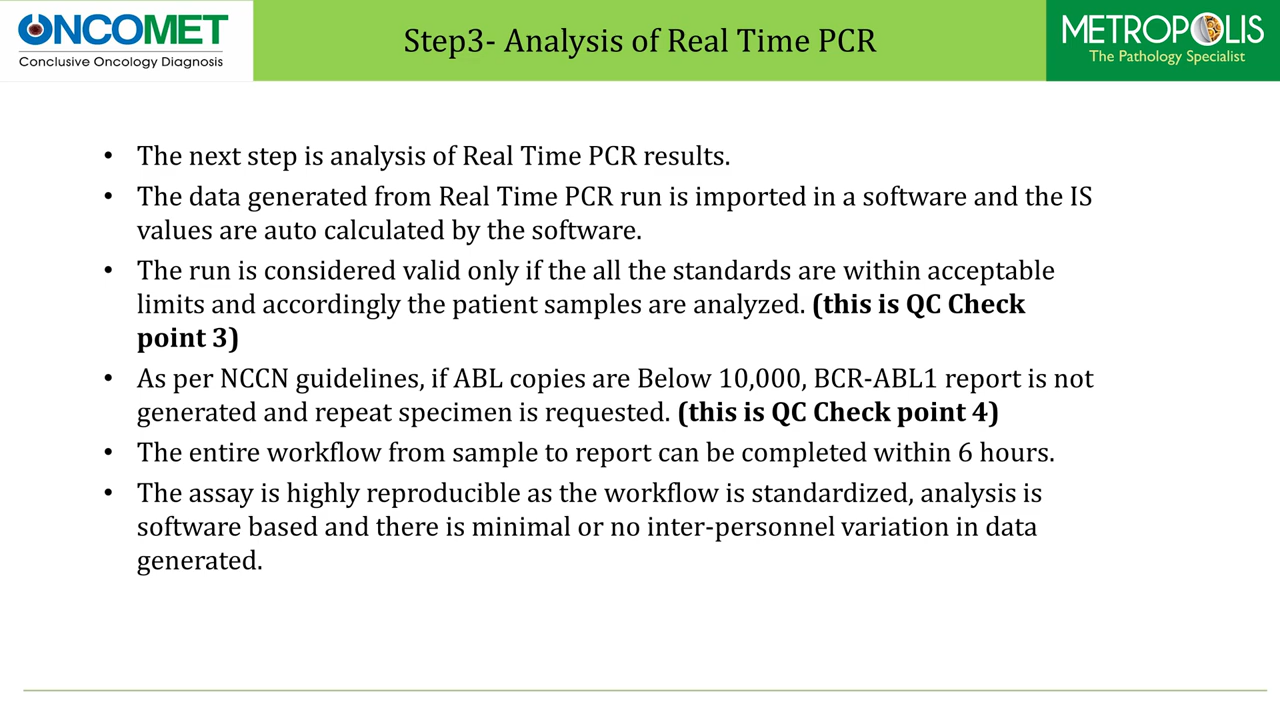 ONCOMET
Conclusive Oncology Diagnosis
Step3- Analysis of Real Time PCR
METROPOLIS
The Pathology Specialist
• The next step is analysis of Real Time PCR results.
• The data generated from Real Time PCR run is imported in a software and the IS
values are auto calculated by the software.
• The run is considered valid only if the all the standards are within acceptable
limits and accordingly the patient samples are analyzed. (this is QC Check
point 3)
• As per NCCN guidelines, if ABL copies are Below 10,000, BCR-ABL1 report is not
generated and repeat specimen is requested. (this is QC Check point 4)
• The entire workflow from sample to report can be completed within 6 hours.
• The assay is highly reproducible as the workflow is standardized, analysis is
software based and there is minimal or no inter-personnel variation in data
generated.